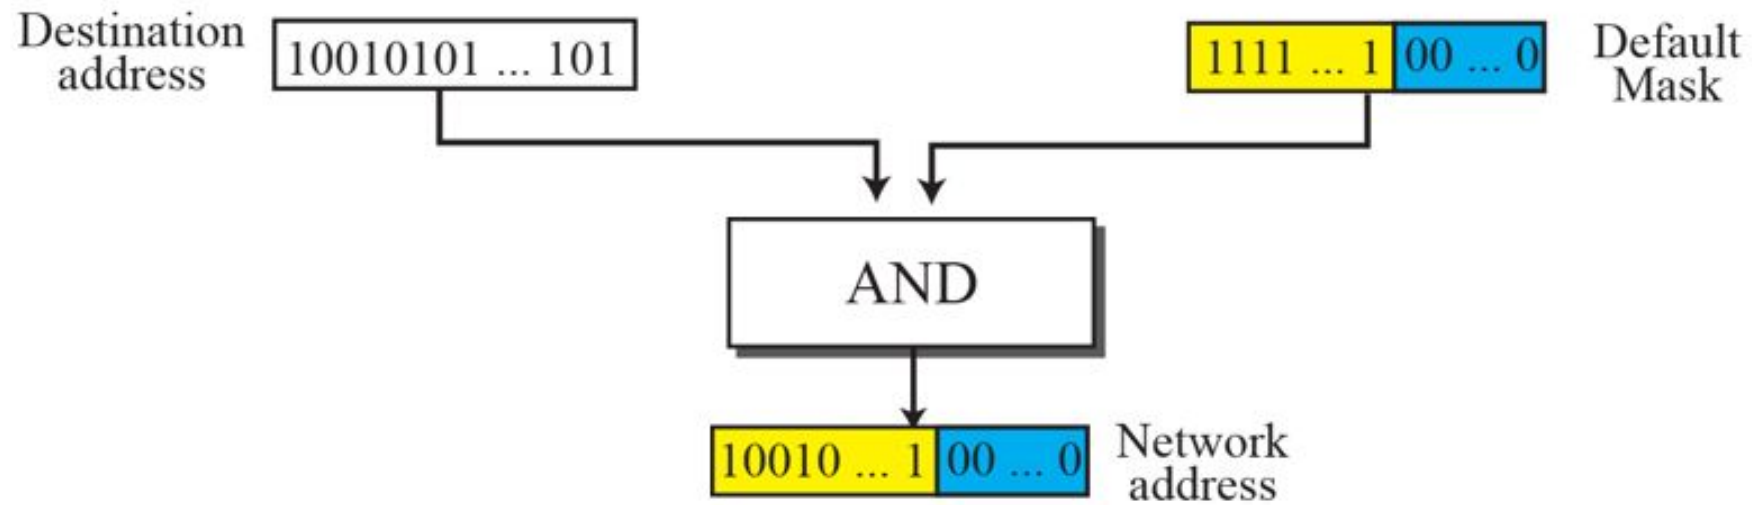 Destination
address
10010101 ... 101
1111 ... 1 00 ... 0
Default
Mask
AND
10010 ... 1 00 ... 0
Network
address